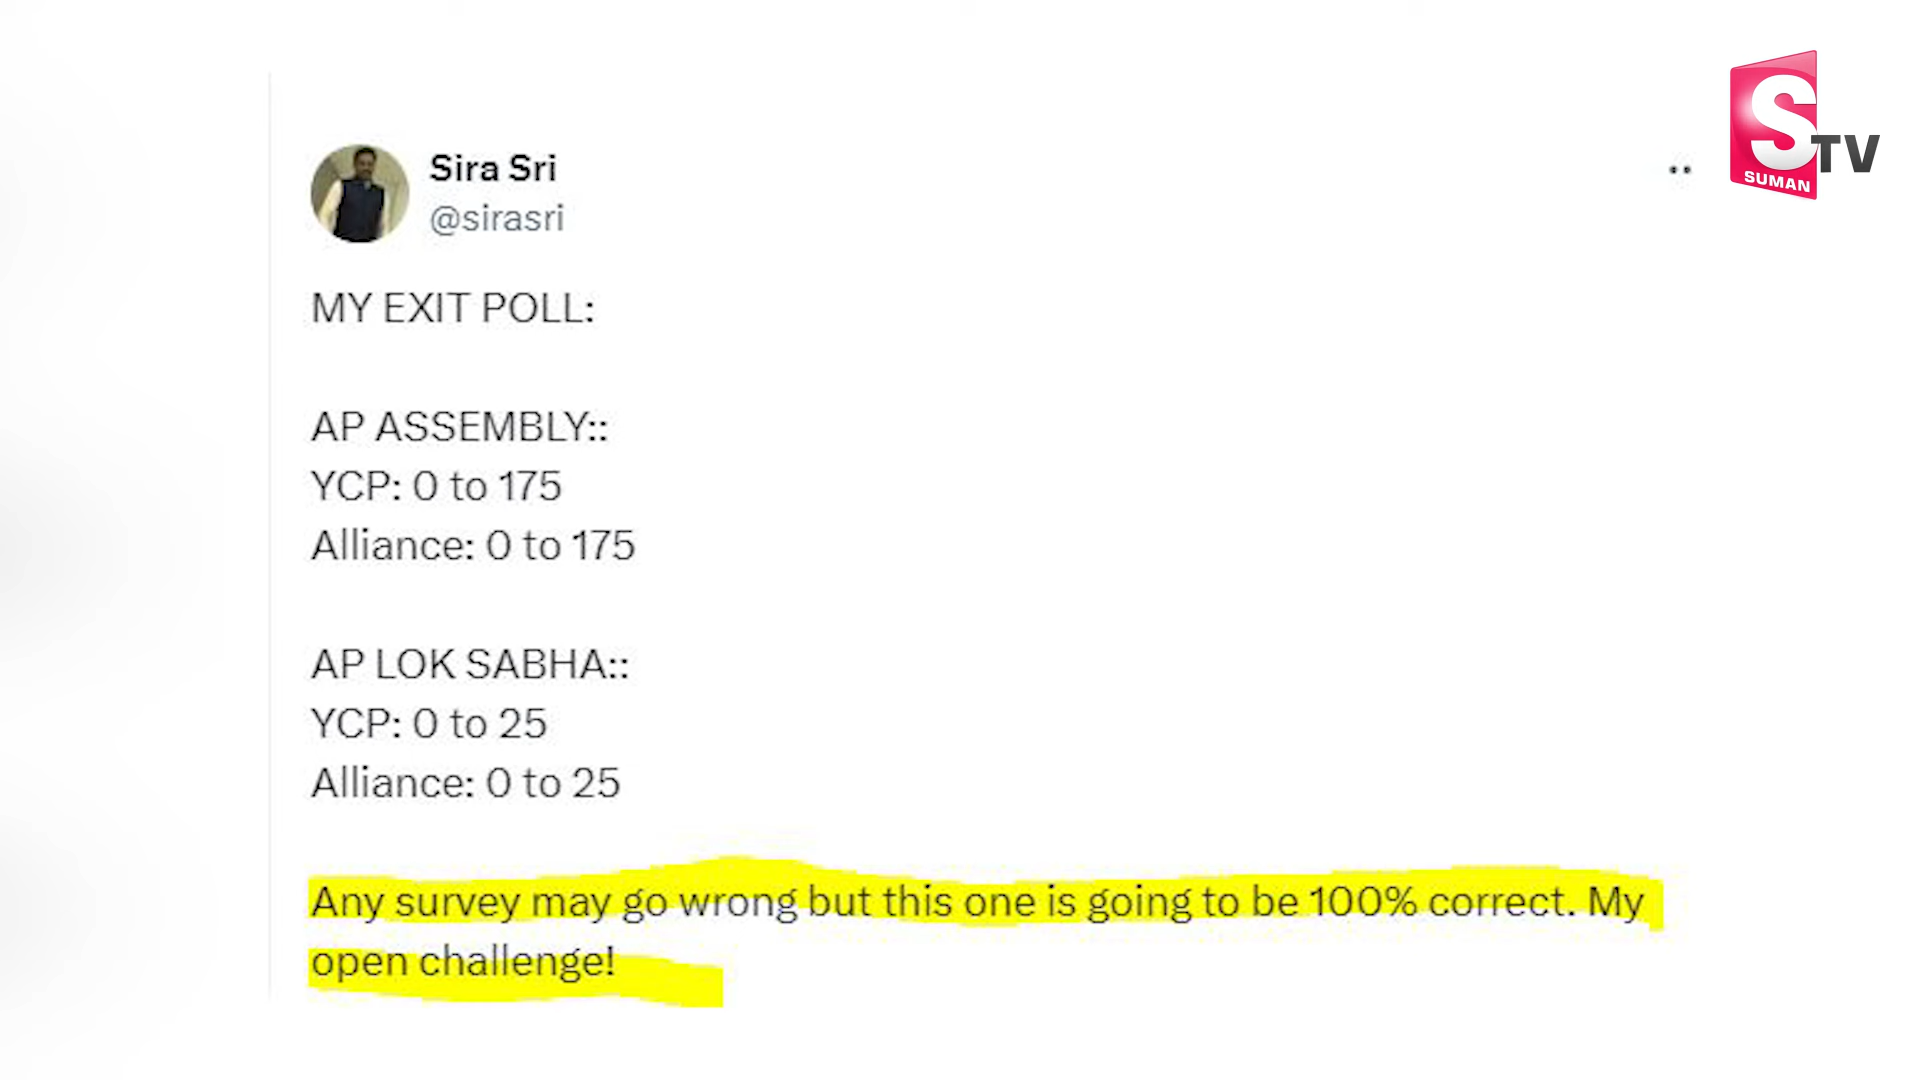 S
TV
SUMAN
Sira Sri
@sirasri
MY EXIT POLL:
AP ASSEMBLY::
YCP: 0 to 175
Alliance: 0 to 175
AP LOK SABHA::
YCP: 0 to 25
Alliance: 0 to 25
Any survey may go wrong but this one is going to be 100% correct. My
open challenge!